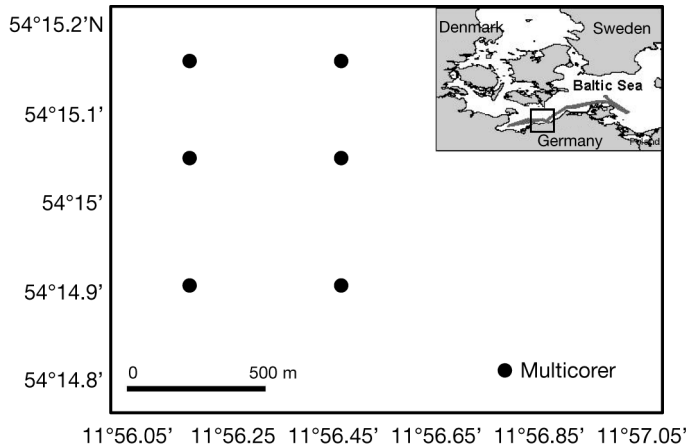 54°15.2’N
Denmark
Sweden
Baltic Sea
54°15.1’
Germany
Poland
54°15’
54°14.9’
0
500 m
Multicorer
54°14.8’
11°56.05’ 11°56.25 11°56.45’ 11°56.65’ 11°56.85’ 11°57.05’